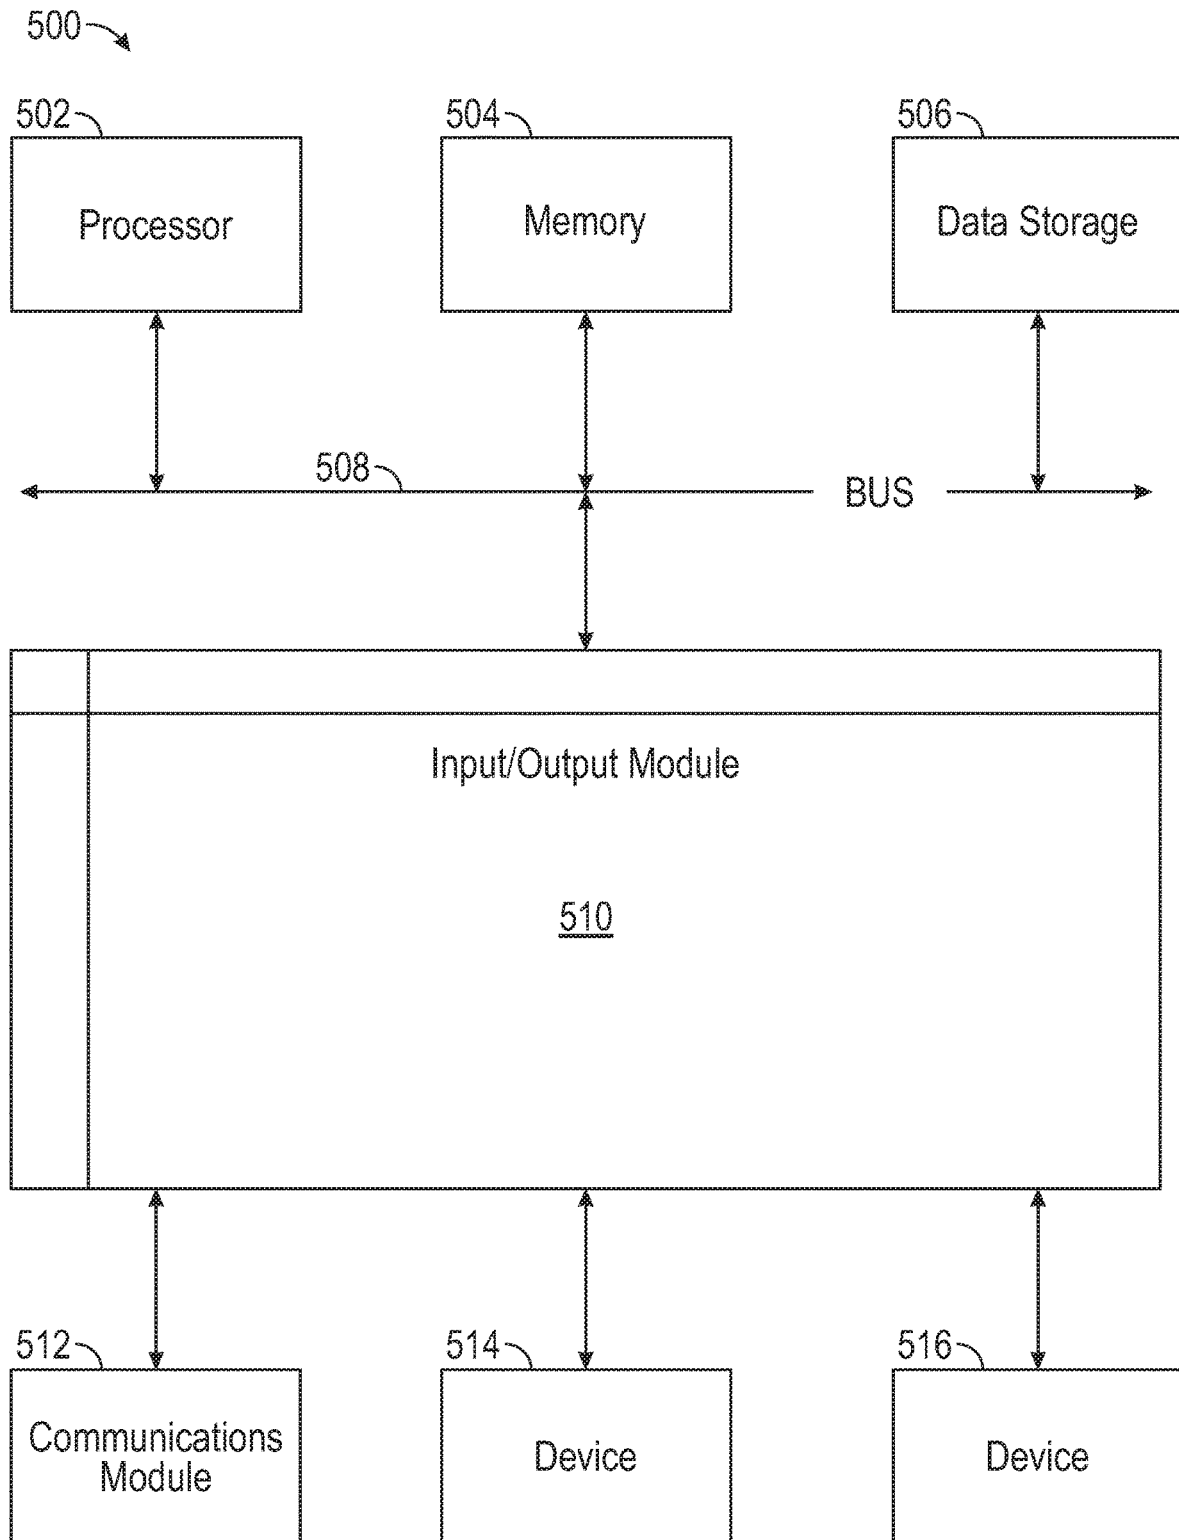 500
502
504
506
Processor
Memory
Data Storage
508
BUS
Input/Output Module
510
512
514
516
Communications
Module
Device
Device